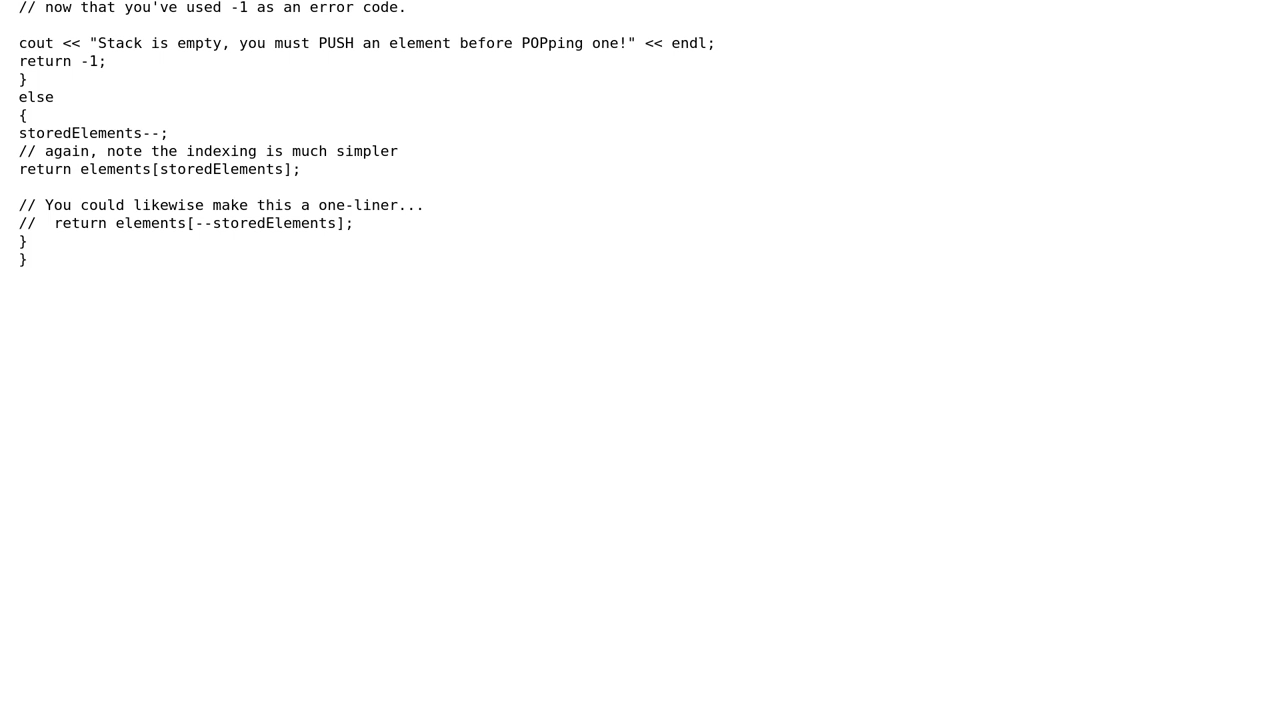 // now that you've used -1 as an error code.
cout << "Stack is empty, you must PUSH an element before POPping one!" << endl;
return -1;
}
else
{
storedElements--;
// again, note the indexing is much simpler
return elements[storedElements];
// You could likewise make this a one-liner...
//  return elements[--storedElements];
}
}